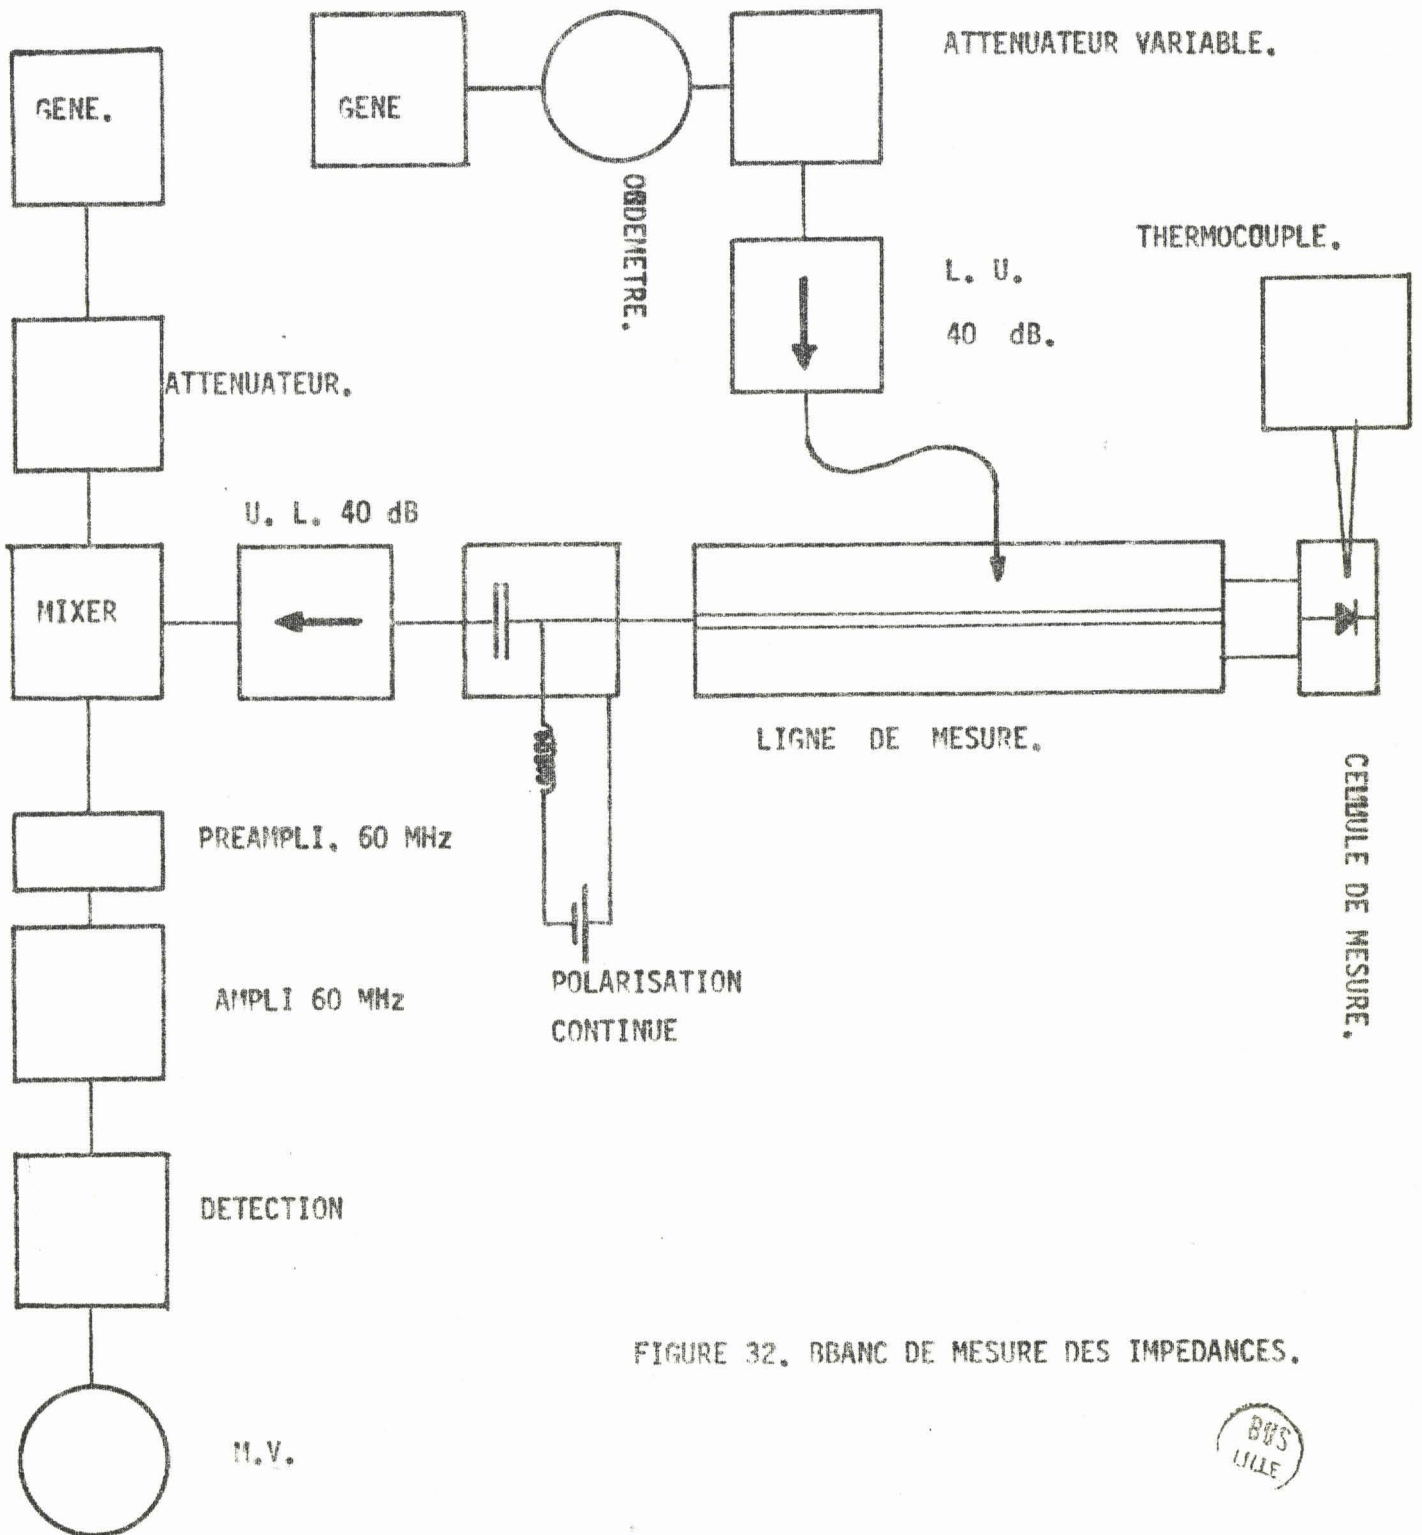 ATTENUATEUR VARIABLE.
GENE.
GENE
ONDEMETRE.
THERMOCOUPLE.
L. U.
40 dB.
ATTENUATEUR.
U. L. 40 dB
MIXER
LIGNE DE MESURE.
CELLULE DE MESURE.
PREAMPLI. 60 MHz
AMPLI 60 MHz
POLARISATION
CONTINUE
DETECTION
FIGURE 32. BBANC DE MESURE DES IMPEDANCES.
M.V.
BUS
LILLE